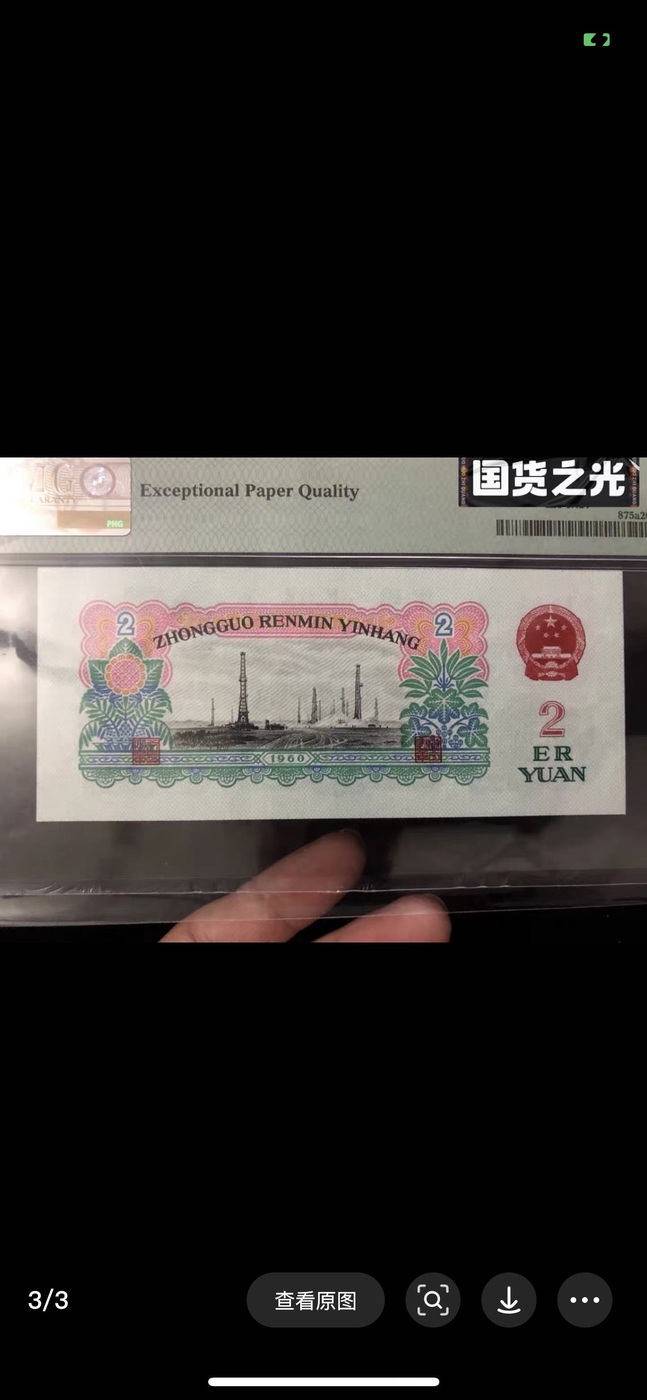 Exceptional Paper Quality
国货之光
PNG
2
ZHONGGUO RENMIN YINHANG
2
2
ER
YUAN
1960
3/3
查看原图